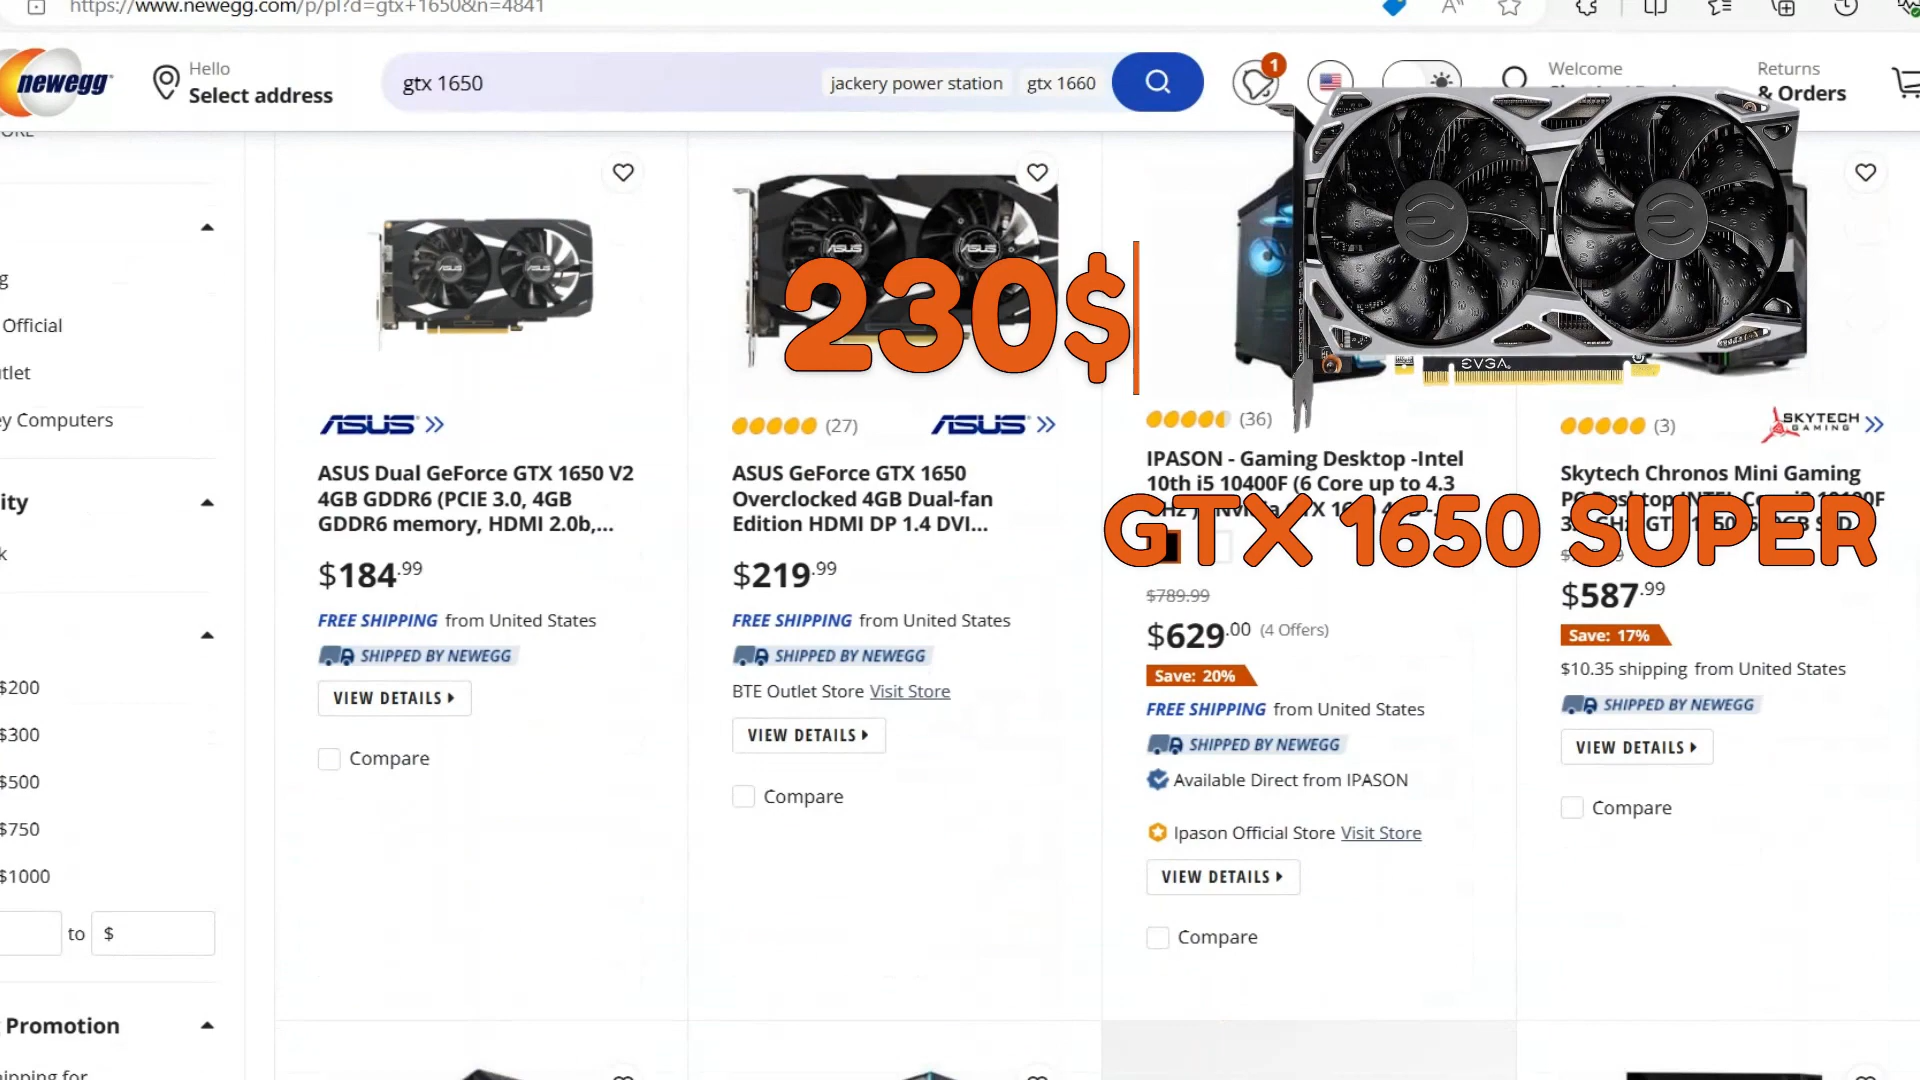 https://www.newegg.com/p/pl?d=gtx+1650&n=4841
newegg
Hello
Select address
gtx 1650
jackery power station
gtx 1660
1
Welcome
Returns
& Orders
Official
ey Computers
$200
$300
$500
$750
$1000
to $
Promotion
ASUS
ASUS Dual GeForce GTX 1650 V2
4GB GDDR6 (PCIE 3.0, 4GB
GDDR6 memory, HDMI 2.0b,...
$184.99
FREE SHIPPING from United States
SHIPPED BY NEWEGG
VIEW DETAILS
Compare
ASUS
ASUS
230$
(27)
ASUS
ASUS GeForce GTX 1650
Overclocked 4GB Dual-fan
Edition HDMI DP 1.4 DVI...
$219.99
FREE SHIPPING from United States
SHIPPED BY NEWEGG
BTE Outlet Store Visit Store
VIEW DETAILS
Compare
EVGA
(36)
IPASON - Gaming Desktop -Intel
10th i5 10400F (6 Core up to 4.3
GTX 1650 SUPER
$789.99
$629.00 (4 Offers)
Save: 20%
FREE SHIPPING from United States
SHIPPED BY NEWEGG
Available Direct from IPASON
Ipason Official Store Visit Store
VIEW DETAILS
Compare
(3)
SKYTECH
GAMING
Skytech Chronos Mini Gaming
$587.99
Save: 17%
$10.35 shipping from United States
SHIPPED BY NEWEGG
VIEW DETAILS
Compare